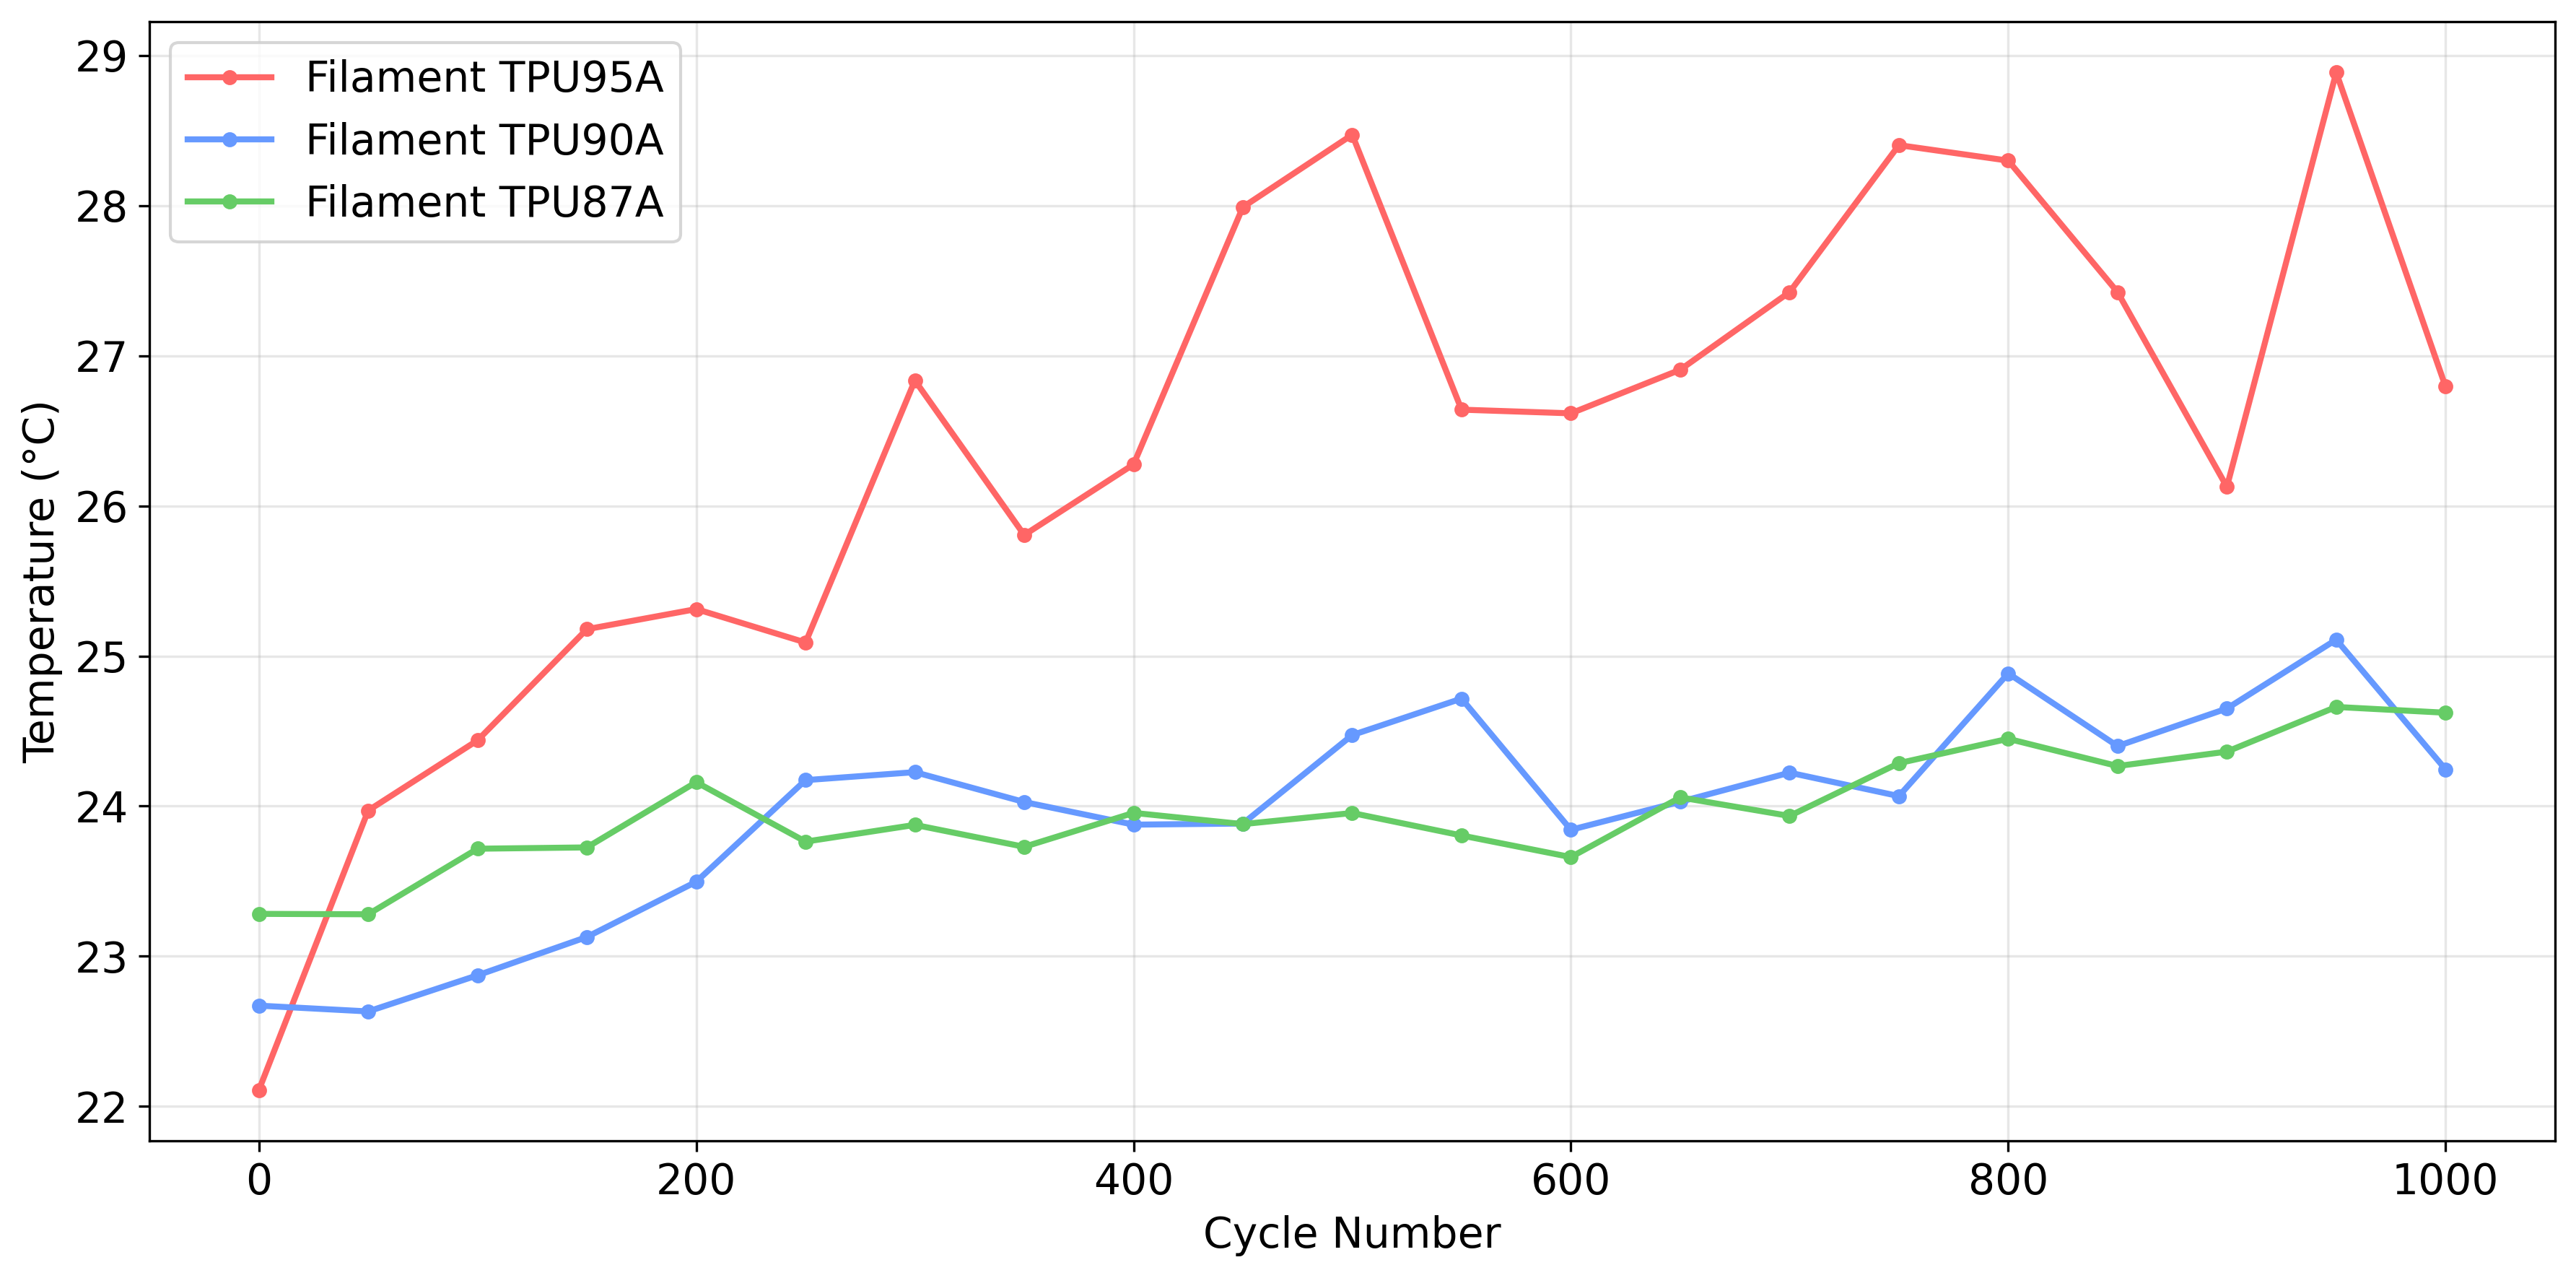 Filament TPU95A
Filament TPU90A
Filament TPU87A
Temperature (°C)
29
28
27
26
25
24
23
22
0 200 400 600 800 1000
Cycle Number